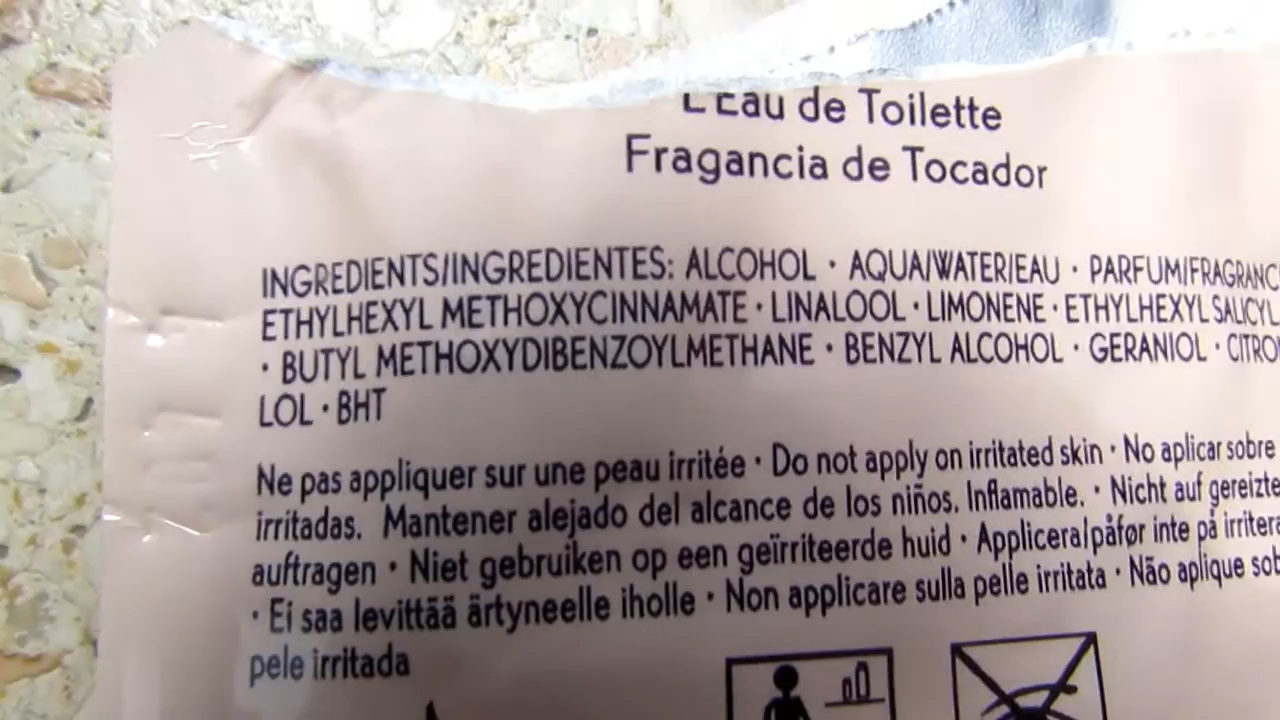 L'Eau de Toilette
Fragancia de Tocador
INGREDIENTS/INGREDIENTES: ALCOHOL · AQUA/WATER/EAU · PARFUM/FRAGRANC
ETHYLHEXYL METHOXYCINNAMATE · LINALOOL · LIMONENE · ETHYLHEXYL SALICYL
· BUTYL METHOXYDIBENZOYLMETHANE · BENZYL ALCOHOL · GERANIOL · CITRO
LOL · BHT
Ne pas appliquer sur une peau irritée · Do not apply on irritated skin · No aplicar sobre
irritadas. Mantener alejado del alcance de los niños. Inflamable. · Nicht auf gereizte
auftragen · Niet gebruiken op een geïrriteerde huid · Applicera/påfør inte på irritera
· Ei saa levittää ärtyneelle iholle · Non applicare sulla pelle irritata · Não aplique sob
pele irritada